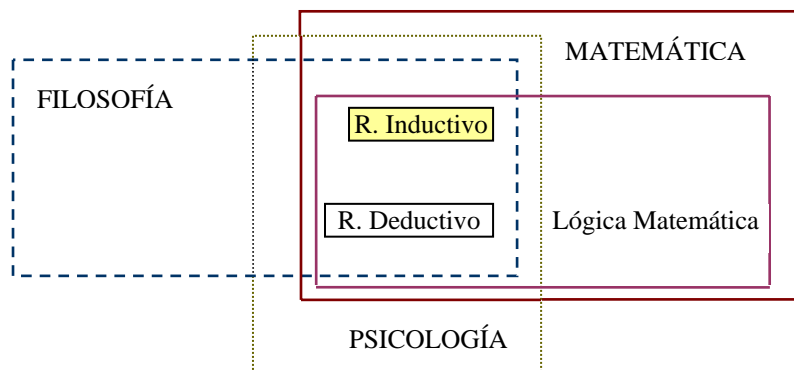 MATEMÁTICA
FILOSOFÍA
R. Inductivo
R. Deductivo
Lógica Matemática
PSICOLOGÍA